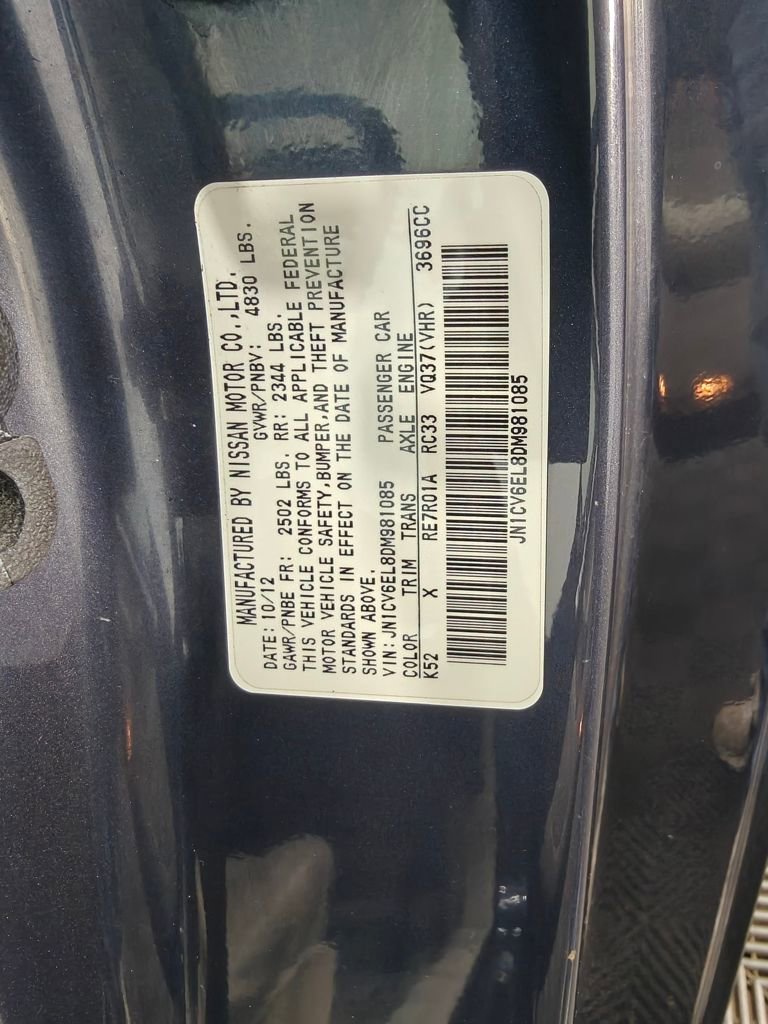 MANUFACTURED BY NISSAN MOTOR CO.,LTD.
DATE: 10/12 GVWR/PNBV: 4830 LBS.
GAWR/PNBE FR: 2502 LBS. RR: 2344 LBS.
THIS VEHICLE CONFORMS TO ALL APPLICABLE FEDERAL
MOTOR VEHICLE SAFETY,BUMPER,AND THEFT PREVENTION
STANDARDS IN EFFECT ON THE DATE OF MANUFACTURE
SHOWN ABOVE.
VIN:JN1CV6EL8DM981085 PASSENGER CAR
COLOR TRIM TRANS AXLE ENGINE
K52 X RE7R01A RC33 VQ37(VHR) 3696CC
JN1CV6EL8DM981085